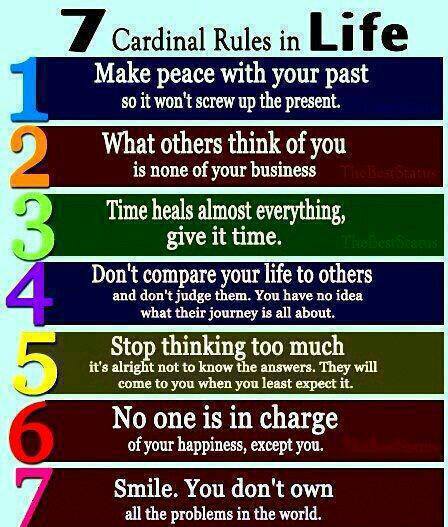 7 Cardinal Rules in Life
1
Make peace with your past
so it won't screw up the present.
2
What others think of you
is none of your business
TheBestStatus
3
Time heals almost everything,
give it time.
TheBestStatus
4
Don't compare your life to others
and don't judge them. You have no idea
what their journey is all about.
5
Stop thinking too much
it's alright not to know the answers. They will
come to you when you least expect it.
6
No one is in charge
of your happiness, except you.
7
Smile. You don't own
all the problems in the world.